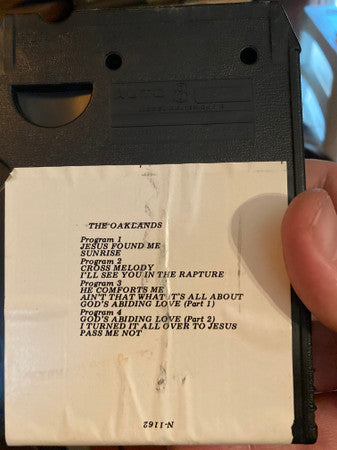 THE OAKLANDS
Program 1
JESUS FOUND ME
SUNRISE
Program 2
CROSS MELODY
I'LL SEE YOU IN THE RAPTURE
Program 3
HE COMFORTS ME
AIN'T THAT WHAT IT'S ALL ABOUT
GOD'S ABIDING LOVE (Part 1)
Program 4
GOD'S ABIDING LOVE (Part 2)
I TURNED IT ALL OVER TO JESUS
PASS ME NOT
N-1162